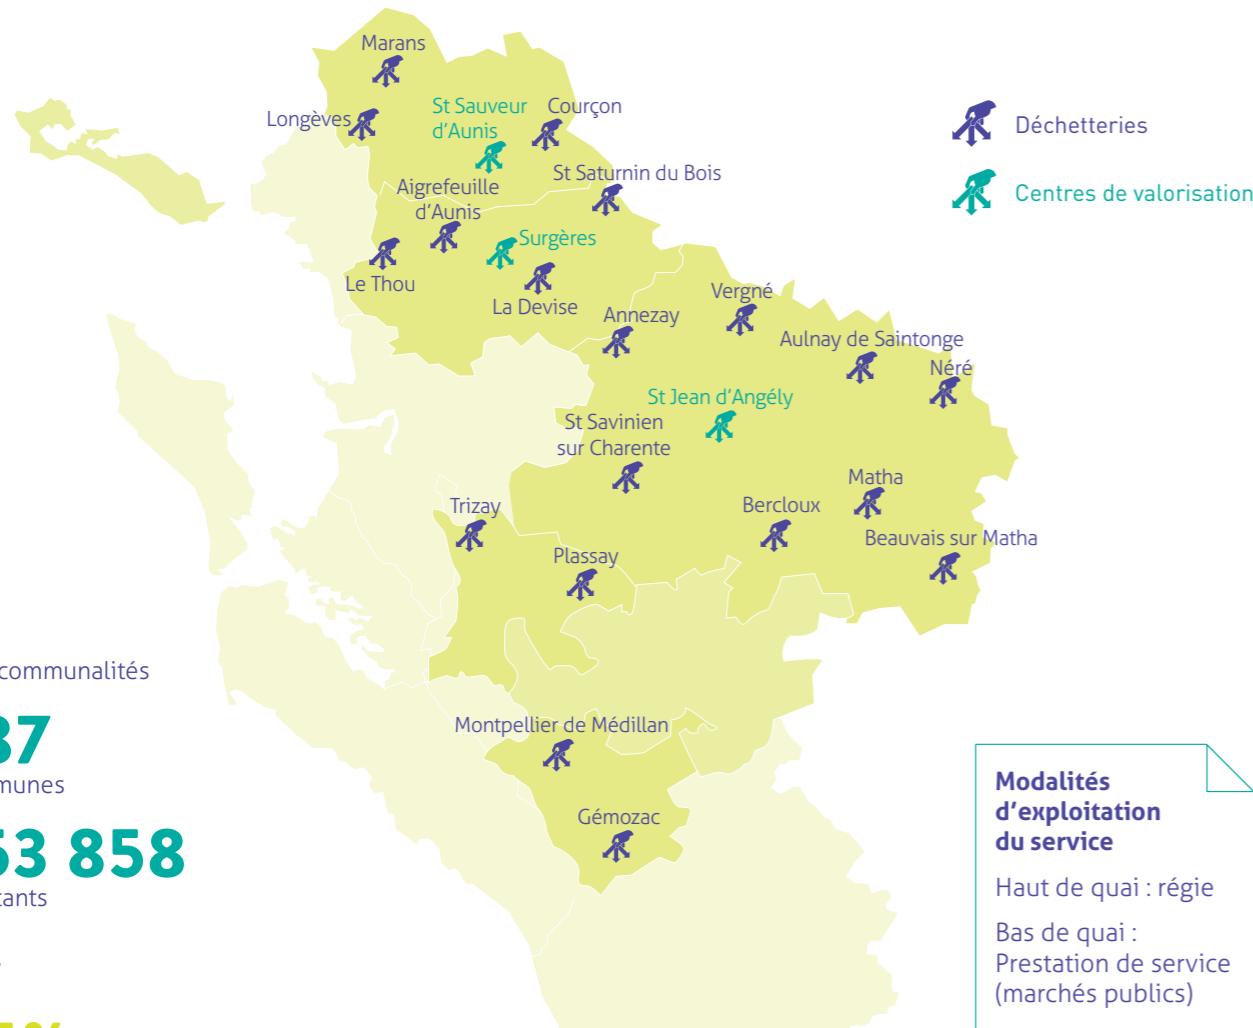 Marans
Longèves
St Sauveur
d'Aunis
Courçon
St Saturnin du Bois
Aigrefeuille
d'Aunis
Surgères
Le Thou
La Devise
Annezay
Vergné
Aulnay de Saintonge
Néré
St Jean d'Angély
St Savinien
sur Charente
Matha
Trizay
Bercloux
Beauvais sur Matha
Plassay
Montpellier de Médillan
Gémozac
Déchetteries
Centres de valorisation
communalités
37
munes
53 858
tants
Modalités
d'exploitation
du service
Haut de quai : régie
Bas de quai :
Prestation de service
(marchés publics)